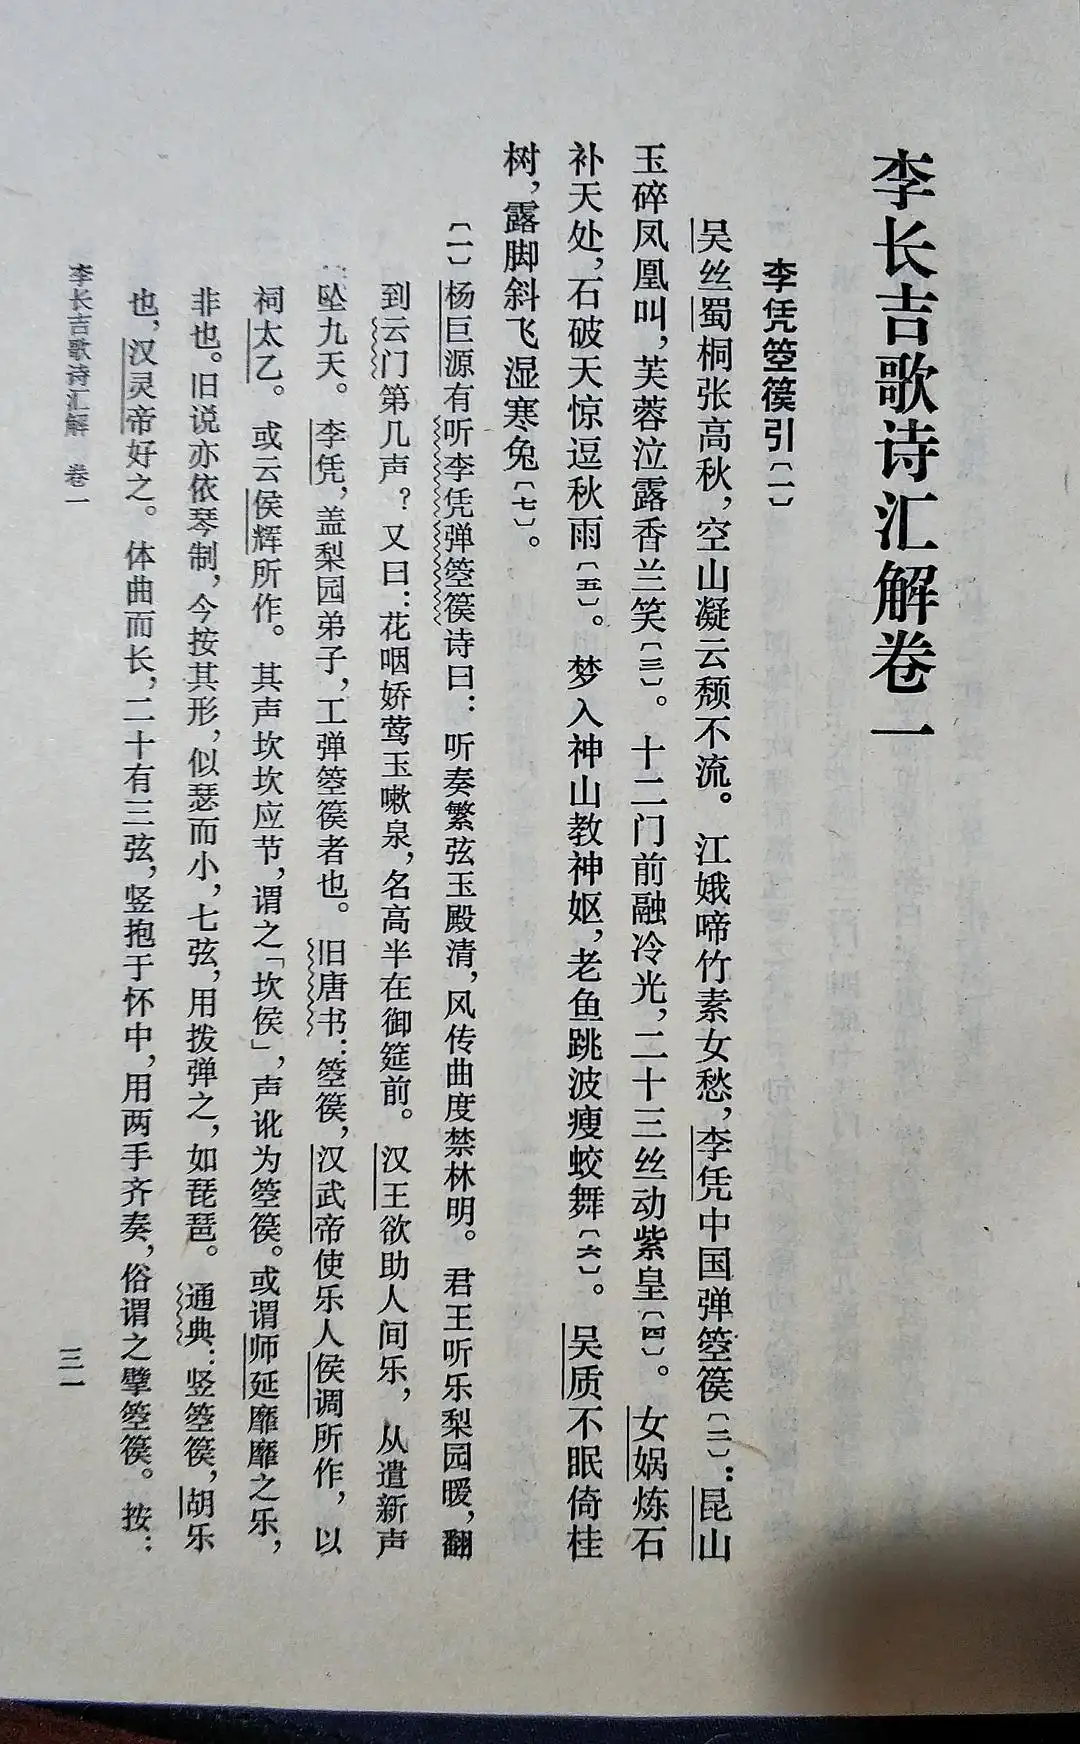 李长吉歌诗汇解卷一
李凭箜篌引〔一〕
吴丝蜀桐张高秋，空山凝云颓不流。江娥啼竹素女愁，李凭中国弹箜篌〔二〕：昆山
玉碎凤凰叫，芙蓉泣露香兰笑〔三〕。十二门前融冷光，二十三丝动紫皇〔四〕。女娲炼石
补天处，石破天惊逗秋雨〔五〕。梦入神山教神妪，老鱼跳波瘦蛟舞〔六〕。吴质不眠倚桂
树，露脚斜飞湿寒兔〔七〕。
〔一〕杨巨源有听李凭弹箜篌诗曰：听奏繁弦玉殿清，风传曲度禁林明。君王听乐梨园暖，翻
到云门第几声？又曰：花咽娇莺玉嗽泉，名高半在御筵前。汉王欲助人间乐，从遣新声
坠九天。李凭，盖梨园弟子，工弹箜篌者也。旧唐书：箜篌，汉武帝使乐人侯调所作，以
祠太乙。或云侯辉所作。其声坎坎应节，谓之「坎侯」，声讹为箜篌。或谓师延靡靡之乐，
非也。旧说亦依琴制，今按其形，似瑟而小，七弦，用拨弹之，如琵琶。通典：竖箜篌，胡乐
也，汉灵帝好之。体曲而长，二十有三弦，竖抱于怀中，用两手齐奏，俗谓之擘箜篌。按：
李长吉歌诗汇解 卷一
三一